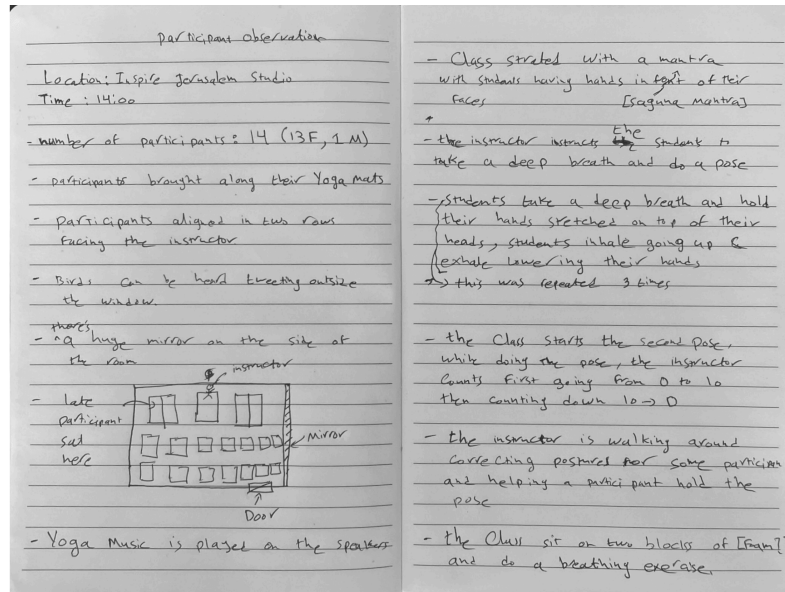 participant observation
Location: Inspire Jerusalem Studio
Time : 14:00
- number of participants: 14 (13F, 1 M)
- participants brought along their Yoga mats
- participants aligned in two rows
facing the instructor
- Birds can be heard tweeting outside
the window.
- there's a huge mirror on the side of
the room
instructor
- late
participant
sat
here
Mirror
Door
- Yoga Music is played on the speakers
- Class strated with a mantra
with students having hands in front of their
faces [saguna mantra]
- the instructor instructs the student to
take a deep breath and do a pose
- students take a deep breath and hold
their hands stretched on top of their
heads, students inhale going up &
exhale lowering their hands
-> this was repeated 3 times
- the Class starts the second pose,
while doing the pose, the instructor
Counts first going from 0 to 10
then counting down 10 → 0
- the instructor is walking around
correcting postures for some participan
and helping a participant hold the
pose
- the Class sit on two blocks of [Foam?]
and do a breathing exerase.